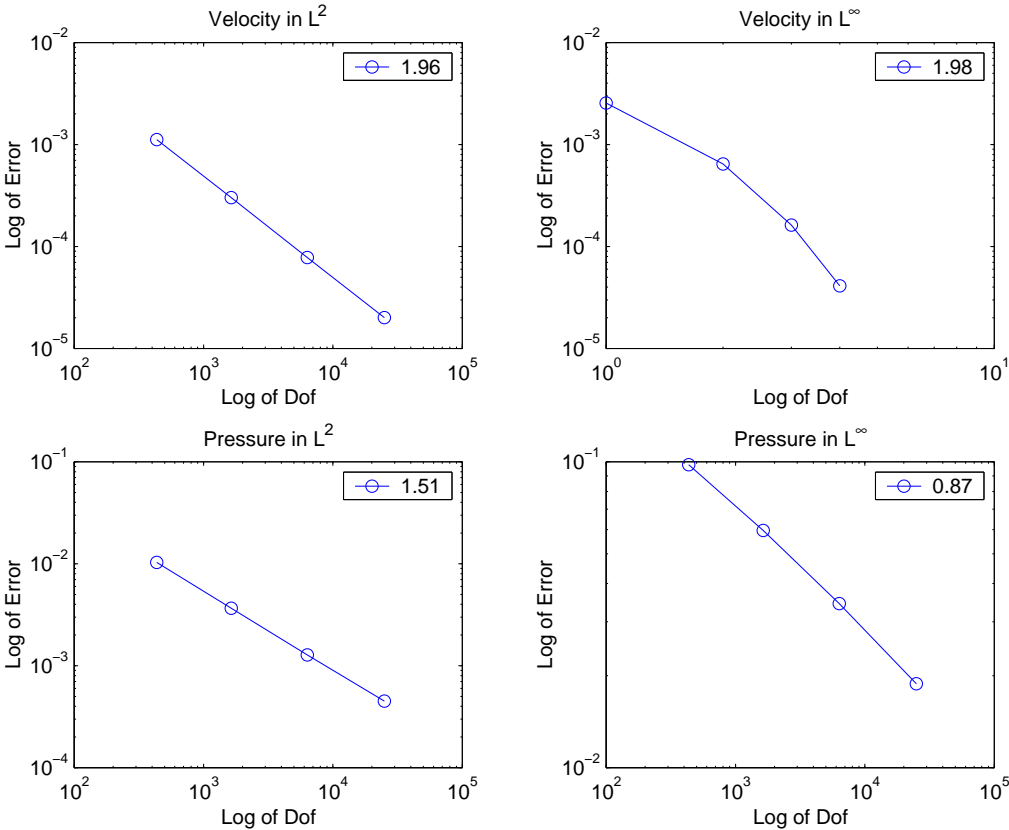 Velocity in L²
10⁻²
10⁻³
10⁻⁴
10⁻⁵
Log of Error
1.96
10²
10³
10⁴
10⁵
Log of Dof
Velocity in L∞
10⁻²
10⁻³
10⁻⁴
10⁻⁵
Log of Error
1.98
10⁰
10¹
Log of Dof
Pressure in L²
10⁻¹
10⁻²
10⁻³
10⁻⁴
Log of Error
1.51
10²
10³
10⁴
10⁵
Log of Dof
Pressure in L∞
10⁻¹
10⁻²
Log of Error
0.87
10²
10³
10⁴
10⁵
Log of Dof